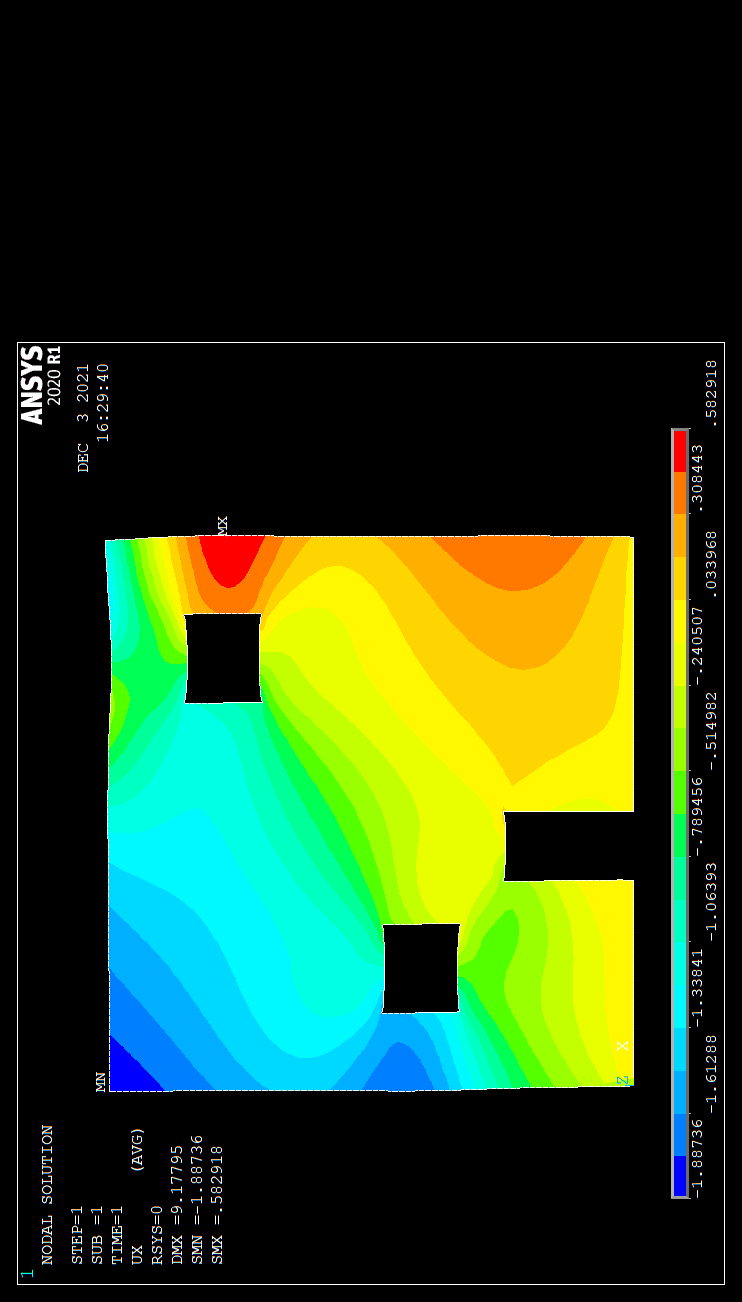 1
NODAL SOLUTION
STEP=1
SUB =1
TIME=1
UX (AVG)
RSYS=0
DMX =9.17795
SMN =-1.88736
SMX =.582918
ANSYS
2020 R1
DEC 3 2021
16:29:40
MN
MX
Z X
-1.88736
-1.61288
-1.33841
-1.06393
-.789456
-.514982
-.240507
.033968
.308443
.582918